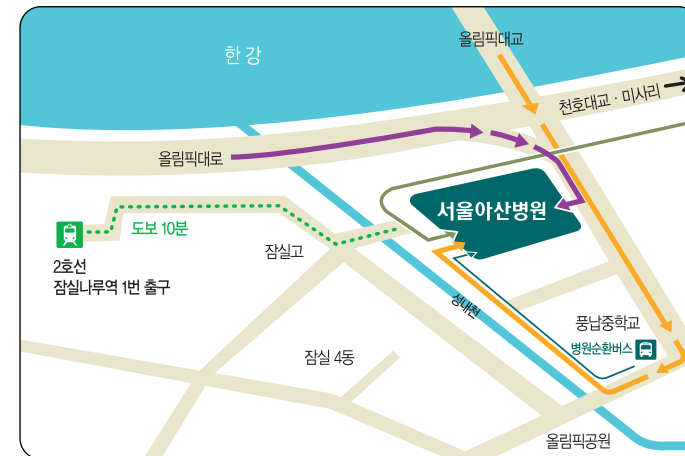 올림픽대교
한강
천호대교 · 미사리
올림픽대로
서울아산병원
도보 10분
잠실고
2호선
잠실나루역 1번 출구
성내천
풍납중학교
병원순환버스
잠실 4동
올림픽공원